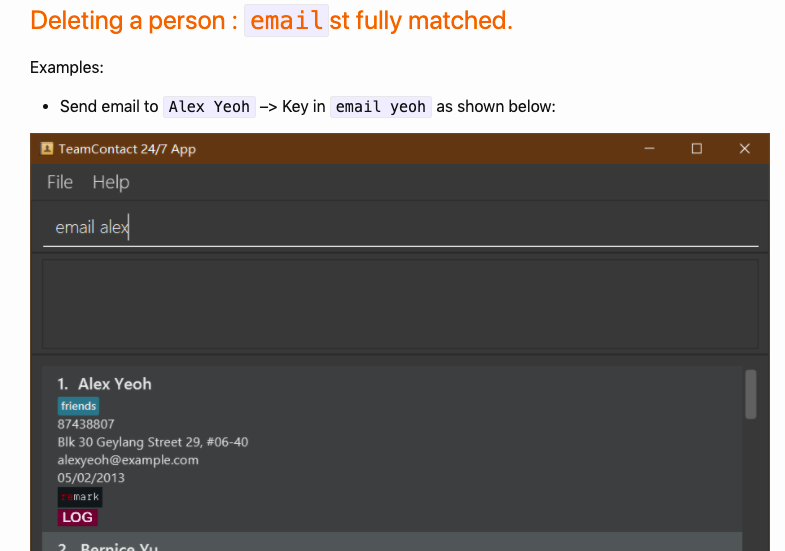 Deleting a person : email st fully matched.
Examples:
• Send email to Alex Yeoh –> Key in email yeoh as shown below:
TeamContact 24/7 App
File Help
email alex
1. Alex Yeoh
friends
87438807
Blk 30 Geylang Street 29, #06-40
alexyeoh@example.com
05/02/2013
remark
LOG
2. Bernice Yu